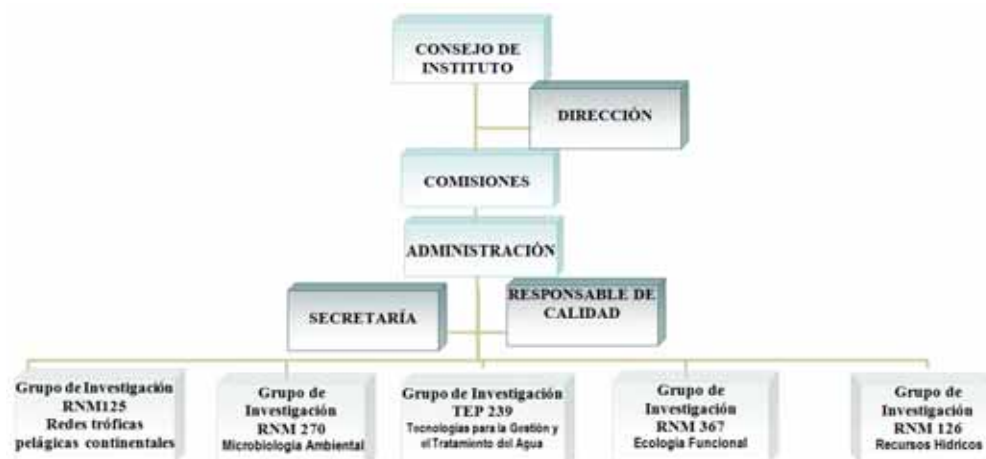 CONSEJO DE
INSTITUTO
DIRECCIÓN
COMISIONES
ADMINISTRACIÓN
SECRETARÍA
RESPONSABLE DE
CALIDAD
Grupo de Investigación
RNM125
Redes tróficas
pelágicas continentales
Grupo de
Investigación
RNM 270
Microbiología Ambiental
Grupo de Investigación
TEP 239
Tecnologías para la Gestión y
el Tratamiento del Agua
Grupo de
Investigación
RNM 367
Ecología Funcional
Grupo de
Investigación
RNM 126
Recursos Hídricos